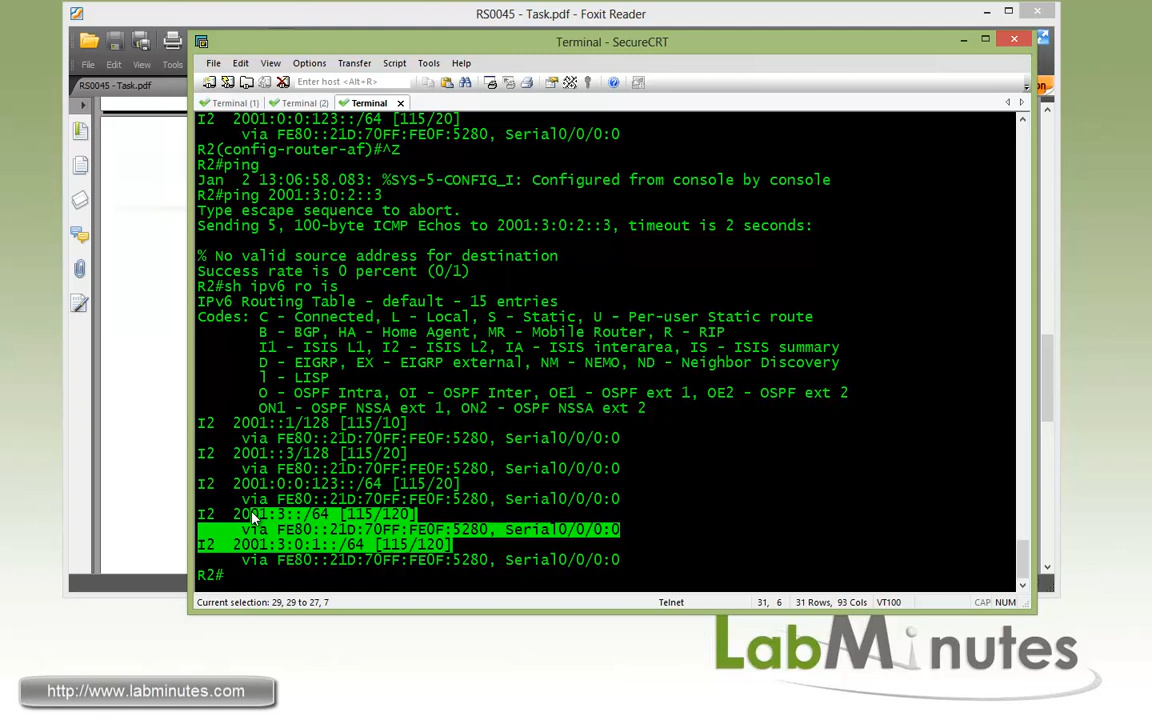 RS0045 - Task.pdf - Foxit Reader
File Edit View Tools
RS0045 - Task.pdf
on
Terminal - SecureCRT
File Edit View Options Transfer Script Tools Help
Enter host <Alt+R>
Terminal (1) Terminal (2) Terminal
I2  2001:0:0:123::/64 [115/20]
     via FE80::21D:70FF:FE0F:5280, Serial0/0/0:0
R2(config-router-af)#^Z
R2#ping
Jan  2 13:06:58.083: %SYS-5-CONFIG_I: Configured from console by console
R2#ping 2001:3:0:2::3
Type escape sequence to abort.
Sending 5, 100-byte ICMP Echos to 2001:3:0:2::3, timeout is 2 seconds:
% No valid source address for destination
Success rate is 0 percent (0/1)
R2#sh ipv6 ro is
IPv6 Routing Table - default - 15 entries
Codes: C - Connected, L - Local, S - Static, U - Per-user Static route
       B - BGP, HA - Home Agent, MR - Mobile Router, R - RIP
       I1 - ISIS L1, I2 - ISIS L2, IA - ISIS interarea, IS - ISIS summary
       D - EIGRP, EX - EIGRP external, NM - NEMO, ND - Neighbor Discovery
       l - LISP
       O - OSPF Intra, OI - OSPF Inter, OE1 - OSPF ext 1, OE2 - OSPF ext 2
       ON1 - OSPF NSSA ext 1, ON2 - OSPF NSSA ext 2
I2  2001::1/128 [115/10]
     via FE80::21D:70FF:FE0F:5280, Serial0/0/0:0
I2  2001::3/128 [115/20]
     via FE80::21D:70FF:FE0F:5280, Serial0/0/0:0
I2  2001:0:0:123::/64 [115/20]
     via FE80::21D:70FF:FE0F:5280, Serial0/0/0:0
I2  2001:3::/64 [115/120]
     via FE80::21D:70FF:FE0F:5280, Serial0/0/0:0
I2  2001:3:0:1::/64 [115/120]
     via FE80::21D:70FF:FE0F:5280, Serial0/0/0:0
R2#
Current selection: 29, 29 to 27, 7 Telnet 31, 6 31 Rows, 93 Cols VT100 CAP NUM
LabMinutes
http://www.labminutes.com